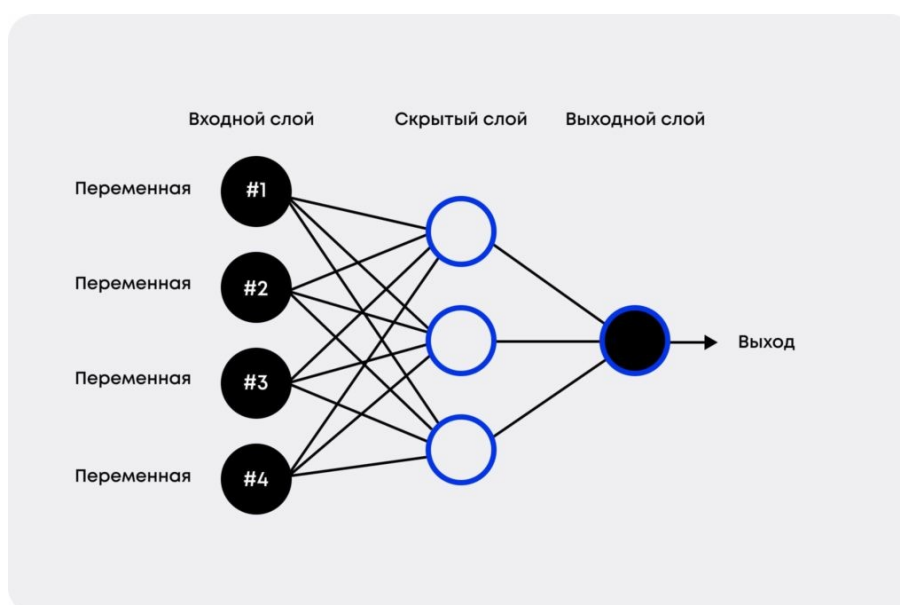 Входной слой
Скрытый слой
Выходной слой
Переменная #1
Переменная #2
Переменная #3
Переменная #4
Выход